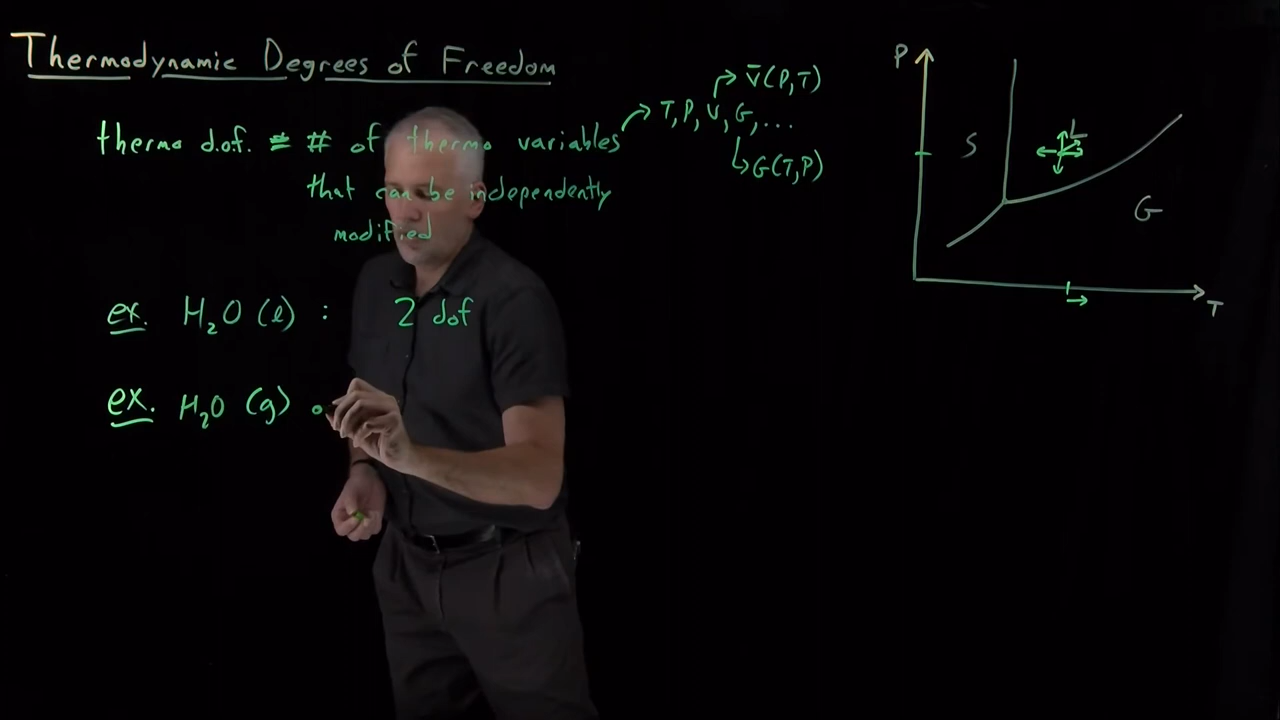 Thermodynamic Degrees of Freedom
thermo d.o.f. = # of thermo variables
that can be independently
modified
T, P, V, G, ...
V̄(P,T)
G(T,P)
ex. H₂O (l) : 2 dof
ex. H₂O (g)
P
S
L
G
T